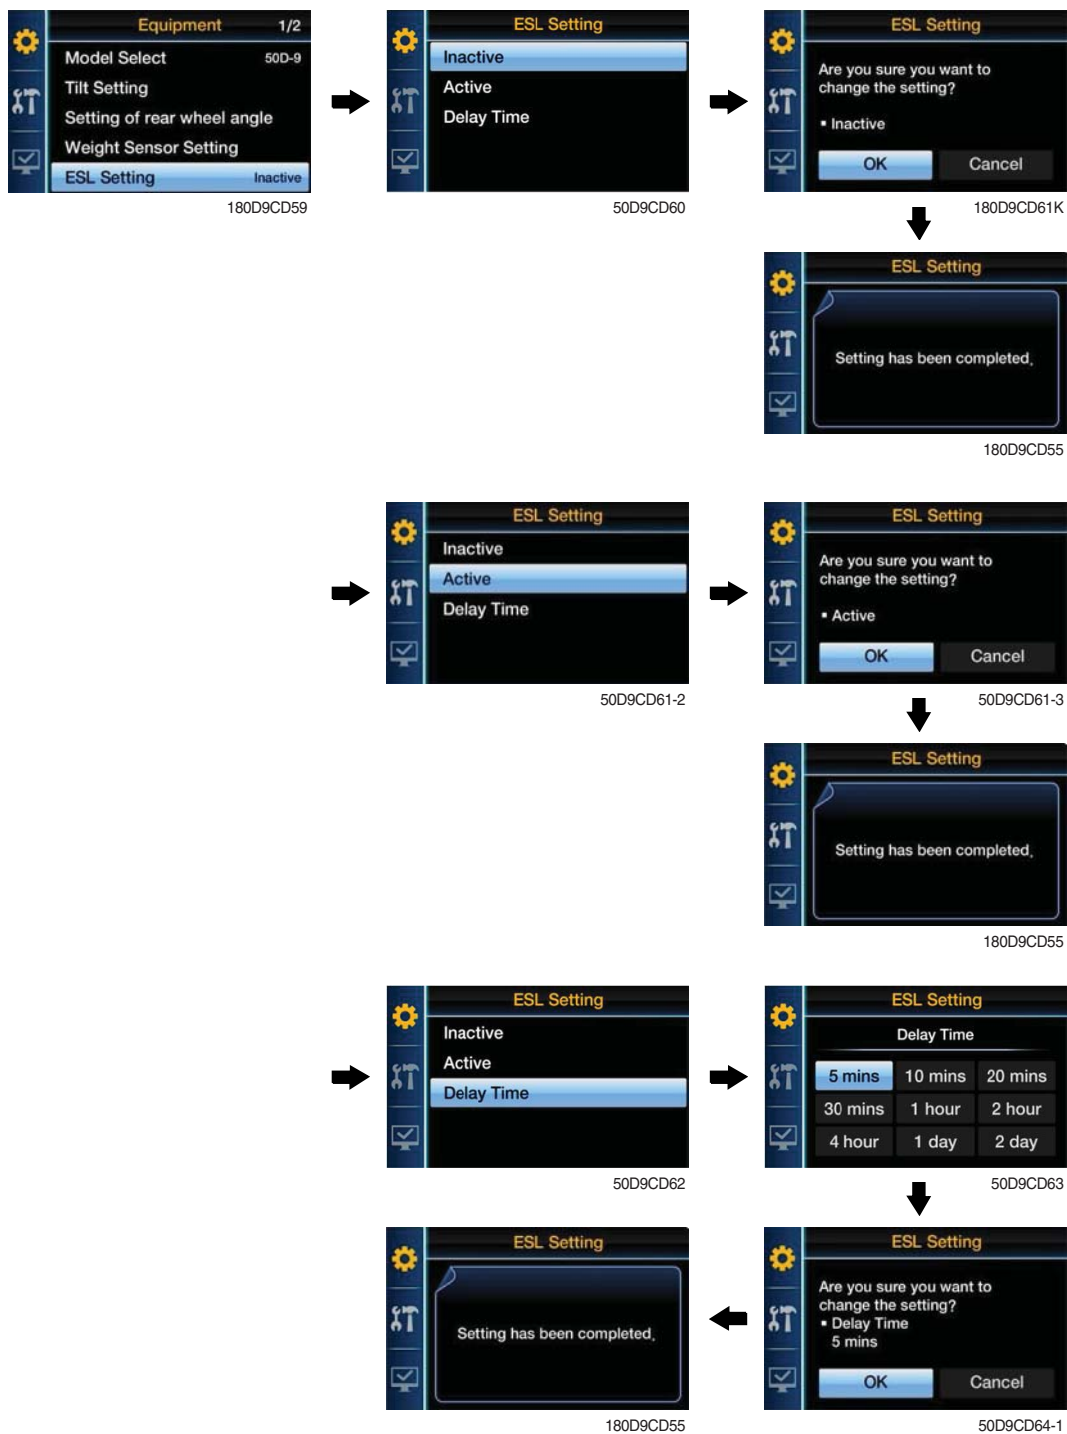 Equipment 1/2
Model Select 50D-9
Tilt Setting
Setting of rear wheel angle
Weight Sensor Setting
ESL Setting Inactive
180D9CD59
ESL Setting
Inactive
Active
Delay Time
50D9CD60
ESL Setting
Are you sure you want to
change the setting?
▪ Inactive
OK Cancel
180D9CD61K
ESL Setting
Setting has been completed.
180D9CD55
ESL Setting
Inactive
Active
Delay Time
50D9CD61-2
ESL Setting
Are you sure you want to
change the setting?
▪ Active
OK Cancel
50D9CD61-3
ESL Setting
Setting has been completed.
180D9CD55
ESL Setting
Inactive
Active
Delay Time
50D9CD62
ESL Setting
Delay Time
5 mins 10 mins 20 mins
30 mins 1 hour 2 hour
4 hour 1 day 2 day
50D9CD63
ESL Setting
Are you sure you want to
change the setting?
▪ Delay Time
5 mins
OK Cancel
50D9CD64-1
ESL Setting
Setting has been completed.
180D9CD55